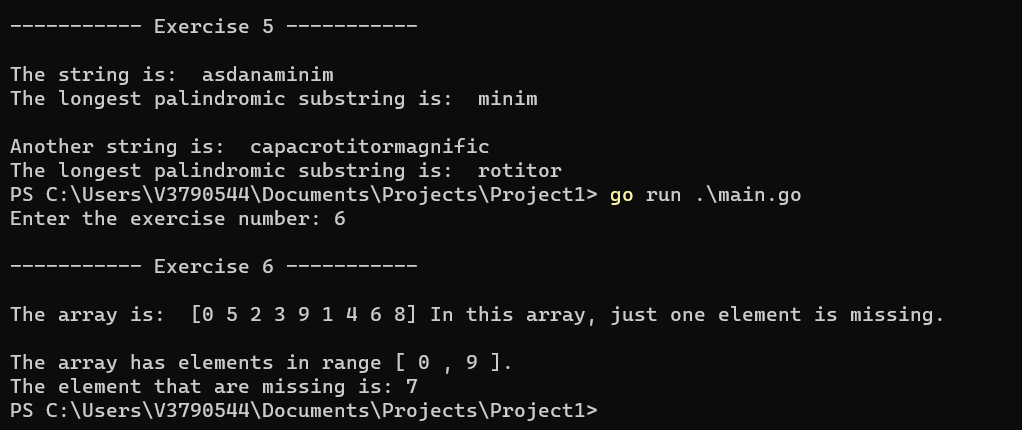 ----------- Exercise 5 -----------
The string is:  asdanaminim
The longest palindromic substring is:  minim
Another string is:  capacrotitormagnific
The longest palindromic substring is:  rotitor
PS C:\Users\V3790544\Documents\Projects\Project1> go run .\main.go
Enter the exercise number: 6
----------- Exercise 6 -----------
The array is:  [0 5 2 3 9 1 4 6 8] In this array, just one element is missing.
The array has elements in range [ 0 , 9 ].
The element that are missing is: 7
PS C:\Users\V3790544\Documents\Projects\Project1>